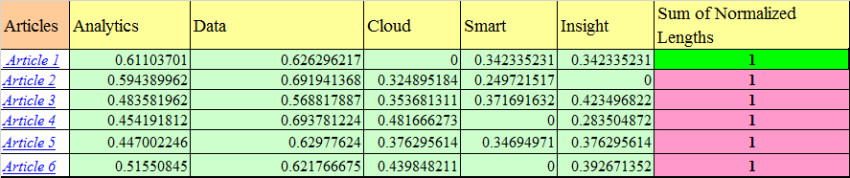 Articles Analytics Data Cloud Smart Insight Sum of Normalized Lengths
Article 1 0.61103701 0.626296217 0 0.342335231 0.342335231 1
Article 2 0.594389962 0.691941368 0.324895184 0.249721517 0 1
Article 3 0.483581962 0.568817887 0.353681311 0.371691632 0.423496822 1
Article 4 0.454191812 0.693781224 0.481666273 0 0.283504872 1
Article 5 0.447002246 0.62977624 0.376295614 0.34694971 0.376295614 1
Article 6 0.51550845 0.621766675 0.439848211 0 0.392671352 1